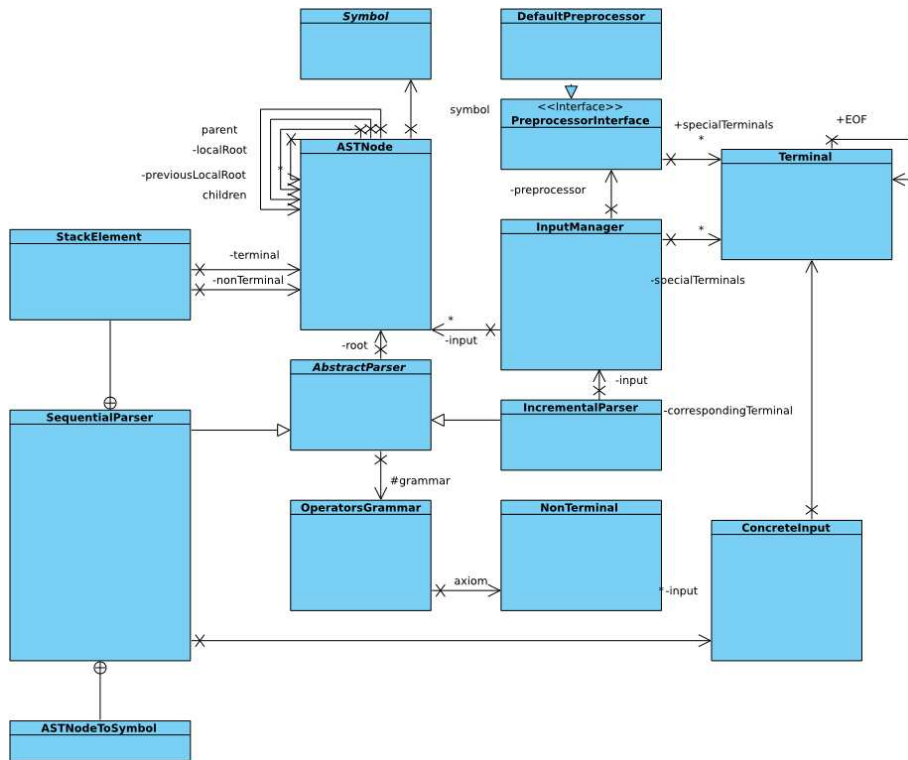 Symbol
DefaultPreprocessor
symbol
<<Interface>>
PreprocessorInterface
+specialTerminals
*
+EOF
parent
-localRoot
-previousLocalRoot
children
*
ASTNode
Terminal
-preprocessor
StackElement
-terminal
-nonTerminal
InputManager
*
-specialTerminals
*
-input
-root
AbstractParser
-input
SequentialParser
IncrementalParser
-correspondingTerminal
#grammar
OperatorsGrammar
NonTerminal
ConcreteInput
axiom
*-input
ASTNodeToSymbol